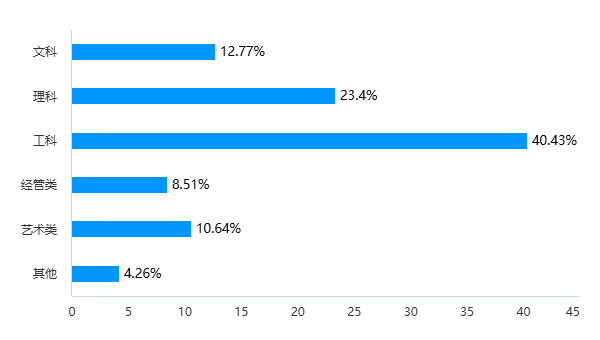 文科 12.77%
理科 23.4%
工科 40.43%
经管类 8.51%
艺术类 10.64%
其他 4.26%
0 5 10 15 20 25 30 35 40 45